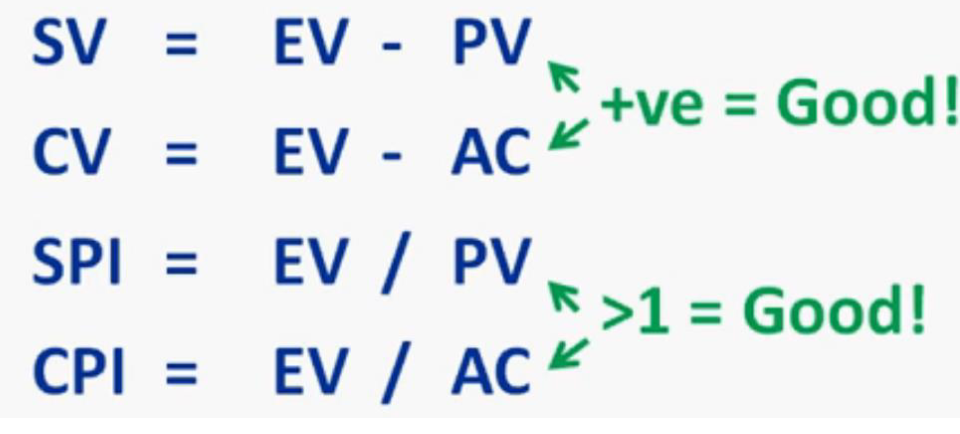 SV = EV - PV
+ve = Good!
CV = EV - AC
SPI = EV / PV
>1 = Good!
CPI = EV / AC